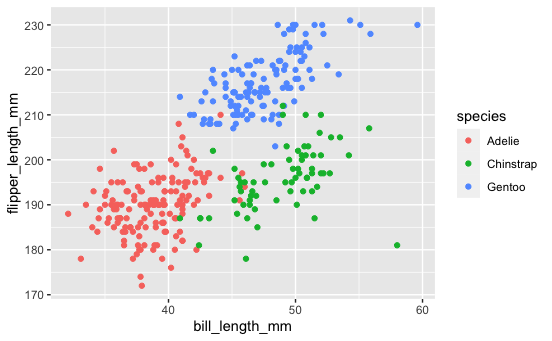 230
220
210
200
190
180
170
flipper_length_mm
40
50
60
bill_length_mm
species
Adelie
Chinstrap
Gentoo